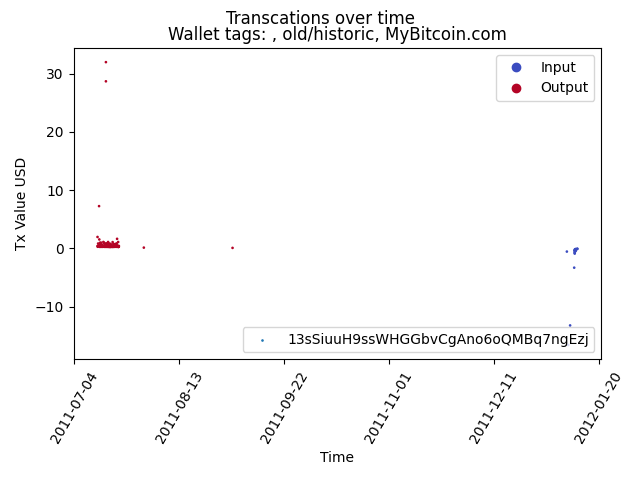 Transcations over time
Wallet tags: , old/historic, MyBitcoin.com
Input
Output
Tx Value USD
30
20
10
0
−10
13sSiuuH9ssWHGGbvCgAno6oQMBq7ngEzj
2011-07-04
2011-08-13
2011-09-22
2011-11-01
2011-12-11
2012-01-20
Time